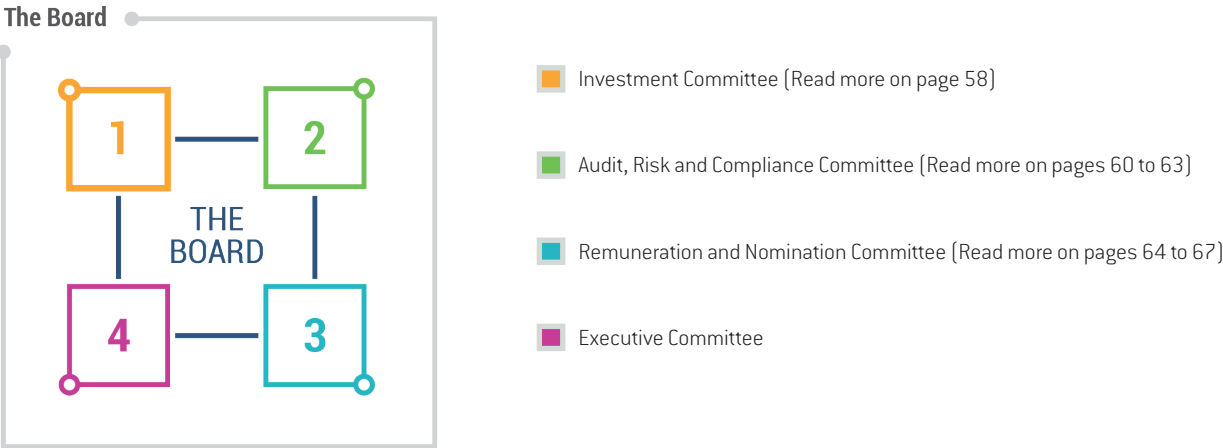 The Board
1
2
THE
BOARD
4
3
Investment Committee (Read more on page 58)
Audit, Risk and Compliance Committee (Read more on pages 60 to 63)
Remuneration and Nomination Committee (Read more on pages 64 to 67)
Executive Committee